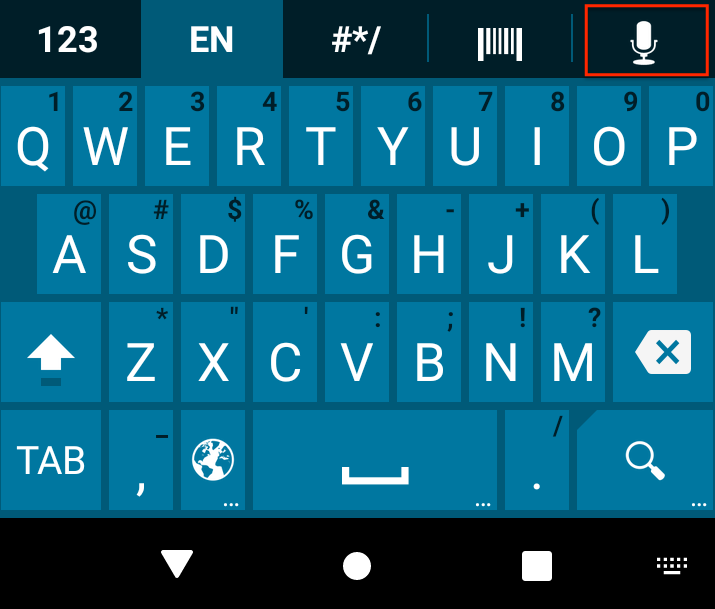 123 EN #*/
1 2 3 4 5 6 7 8 9 0
Q W E R T Y U I O P
@ # $ % & - + ( )
A S D F G H J K L
* " ' : ; ! ?
Z X C V B N M
_ /
TAB , .
... ... ...